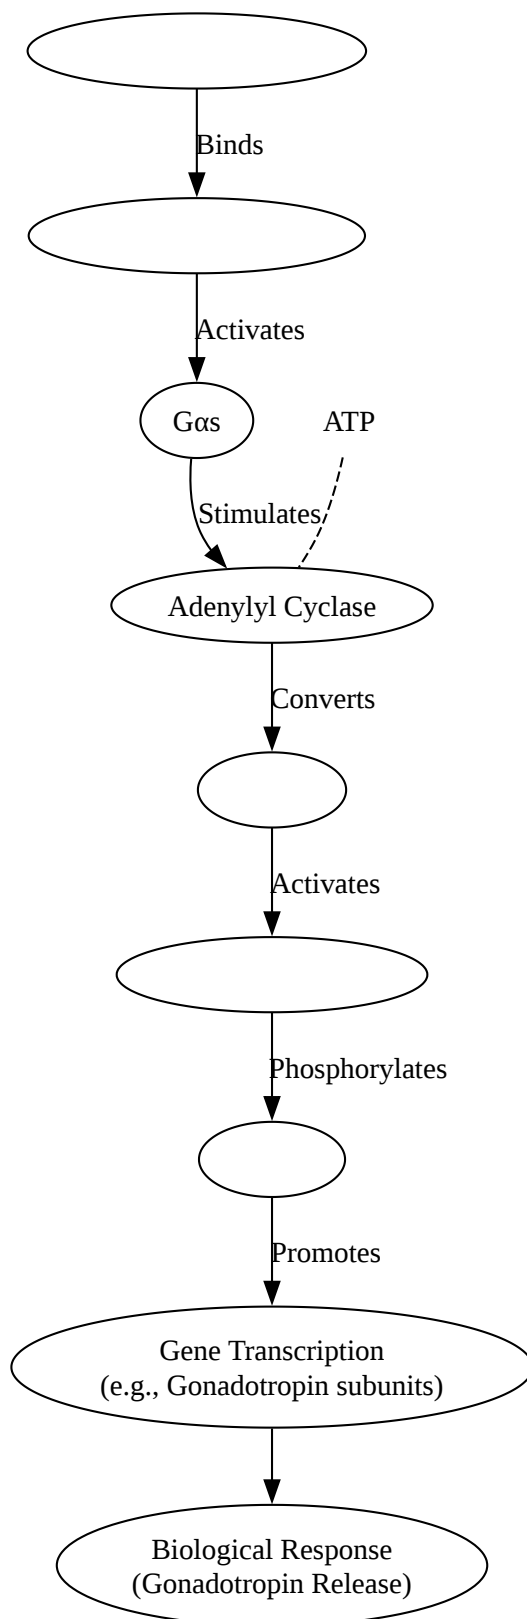 Binds
Activates
Gαs
ATP
Stimulates
Adenylyl Cyclase
Converts
Activates
Phosphorylates
Promotes
Gene Transcription
(e.g., Gonadotropin subunits)
Biological Response
(Gonadotropin Release)